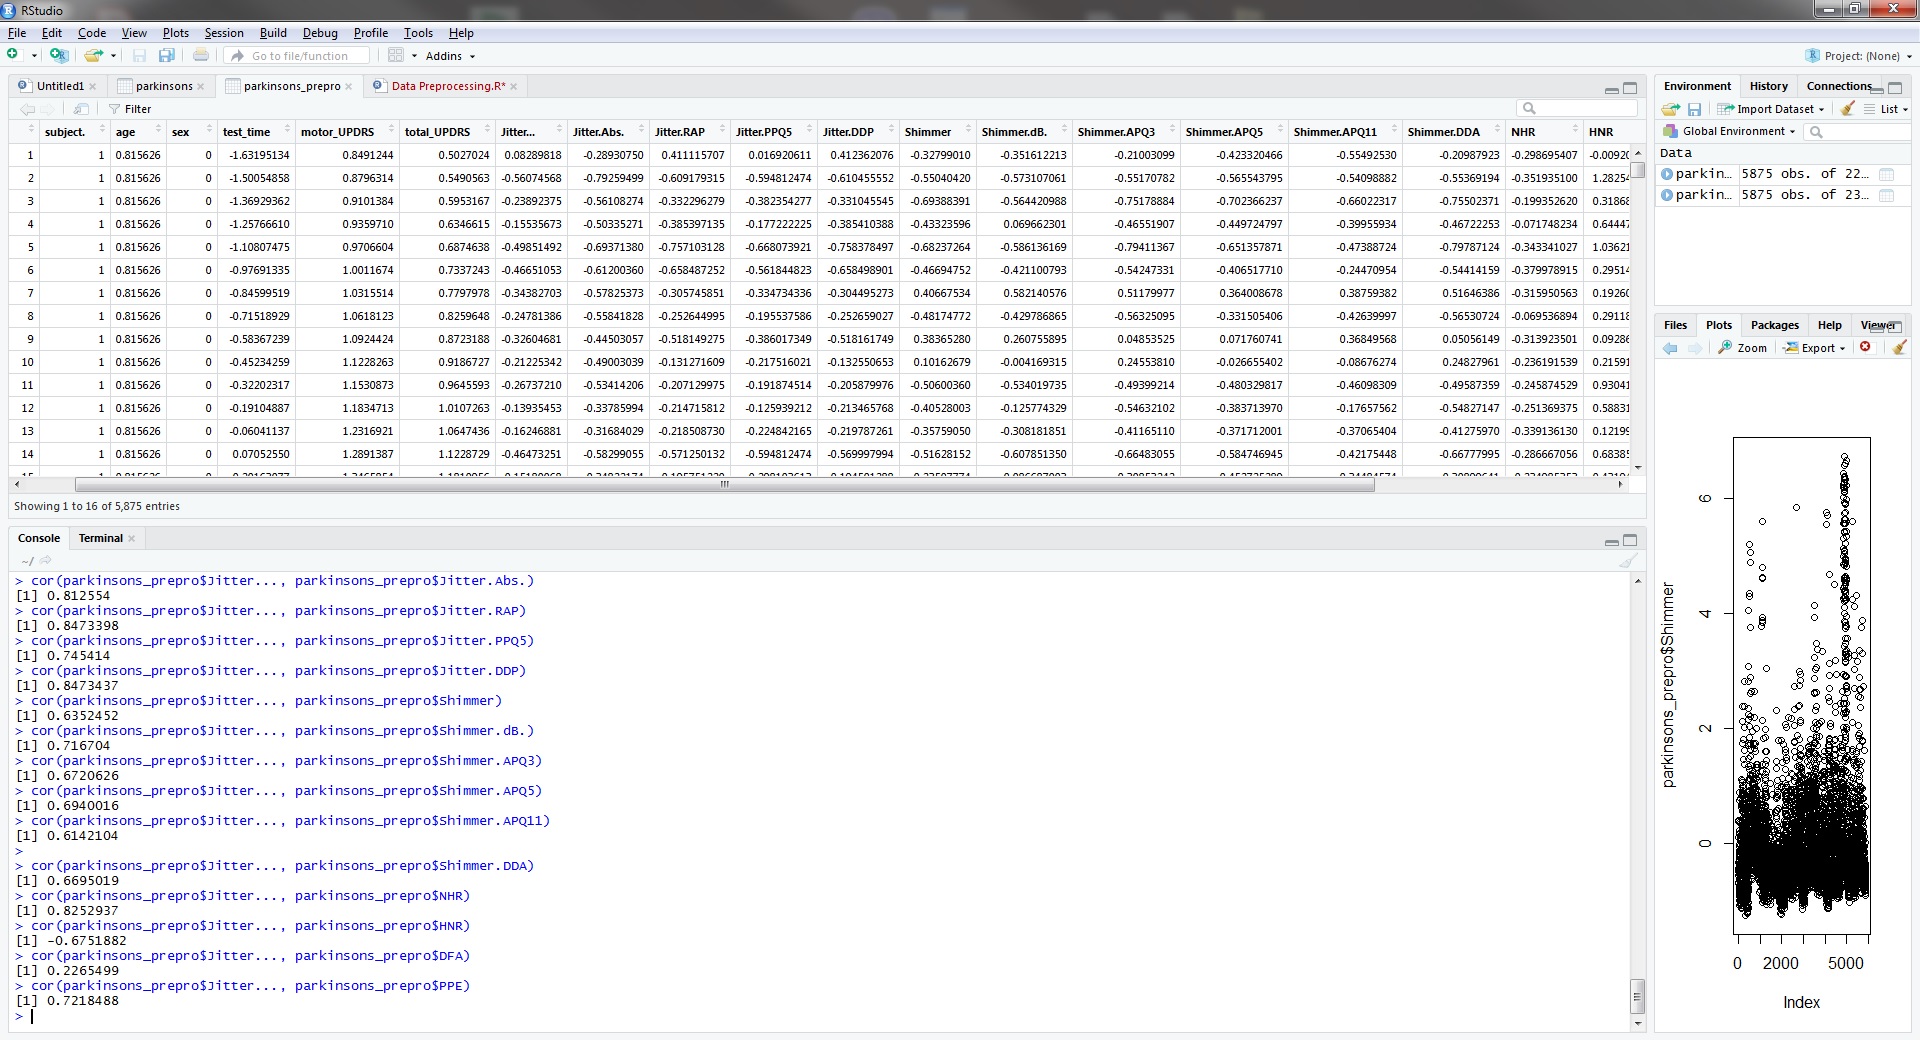 RStudio
File Edit Code View Plots Session Build Debug Profile Tools Help
Go to file/function Addins Project: (None)
Untitled1 parkinsons parkinsons_prepro Data Preprocessing.R*
Filter
subject. age sex test_time motor_UPDRS total_UPDRS Jitter... Jitter.Abs. Jitter.RAP Jitter.PPQ5 Jitter.DDP Shimmer Shimmer.dB. Shimmer.APQ3 Shimmer.APQ5 Shimmer.APQ11 Shimmer.DDA NHR HNR
1 1 0.815626 0 -1.63195134 0.8491244 0.5027024 0.08289818 -0.28930750 0.411115707 0.016920611 0.412362076 -0.32799010 -0.351612213 -0.21003099 -0.423320466 -0.55492530 -0.20987923 -0.298695407 -0.0092
2 1 0.815626 0 -1.50054858 0.8796314 0.5490563 -0.56074568 -0.79259499 -0.609179315 -0.594812474 -0.610455552 -0.55040420 -0.573107061 -0.55170782 -0.565543795 -0.54098882 -0.55369194 -0.351935100 1.2825
3 1 0.815626 0 -1.36929362 0.9101384 0.5953167 -0.23892375 -0.56108274 -0.332296279 -0.382354277 -0.331045545 -0.69388391 -0.564420988 -0.75178884 -0.702366237 -0.66022317 -0.75502371 -0.199352620 0.3186
4 1 0.815626 0 -1.25766610 0.9359710 0.6346615 -0.15535673 -0.50335271 -0.385397135 -0.177222225 -0.385410388 -0.43323596 0.069662301 -0.46551907 -0.449724797 -0.39955934 -0.46722253 -0.071748234 0.6444
5 1 0.815626 0 -1.10807475 0.9706604 0.6874638 -0.49851492 -0.69371380 -0.757103128 -0.668073921 -0.758378497 -0.68237264 -0.586136169 -0.79411367 -0.651357871 -0.47388724 -0.79787124 -0.343341027 1.0362
6 1 0.815626 0 -0.97691335 1.0011674 0.7337243 -0.46651053 -0.61200360 -0.658487252 -0.561844823 -0.658498901 -0.46694752 -0.421100793 -0.54247331 -0.406517710 -0.24470954 -0.54414159 -0.379978915 0.2951
7 1 0.815626 0 -0.84599519 1.0315514 0.7797978 -0.34382703 -0.57825373 -0.305745851 -0.334734336 -0.304495273 0.40667534 0.582140576 0.51179977 0.364008678 0.38759382 0.51646386 -0.315950563 0.1926
8 1 0.815626 0 -0.71518929 1.0618123 0.8259648 -0.24781386 -0.55841828 -0.252644995 -0.195537586 -0.252659027 -0.48174772 -0.429786865 -0.56325095 -0.331505406 -0.42639997 -0.56530724 -0.069536894 0.2911
9 1 0.815626 0 -0.58367239 1.0924424 0.8723188 -0.32604681 -0.44503057 -0.518149275 -0.386017349 -0.518161749 0.38365280 0.260755895 0.04853525 0.071760741 0.36849568 0.05056149 -0.313923501 0.0928
10 1 0.815626 0 -0.45234259 1.1228263 0.9186727 -0.21225342 -0.49003039 -0.131271609 -0.217516021 -0.132550653 0.10162679 -0.004169315 0.24553810 -0.026655402 -0.08676274 0.24827961 -0.236191539 0.2159
11 1 0.815626 0 -0.32202317 1.1530873 0.9645593 -0.26737210 -0.53414206 -0.207129975 -0.191874514 -0.205879976 -0.50600360 -0.534019735 -0.49399214 -0.480329817 -0.46098309 -0.49587359 -0.245874529 0.9304
12 1 0.815626 0 -0.19104887 1.1834713 1.0107263 -0.13935453 -0.33785994 -0.214715812 -0.125939212 -0.213465768 -0.40528003 -0.125774329 -0.54632102 -0.383713970 -0.17657562 -0.54827147 -0.251369375 0.5883
13 1 0.815626 0 -0.06041137 1.2316921 1.0647436 -0.16246881 -0.31684029 -0.218508730 -0.224842165 -0.219787261 -0.35759050 -0.308181851 -0.41165110 -0.371712001 -0.37065404 -0.41275970 -0.339136130 0.1219
14 1 0.815626 0 0.07052550 1.2891387 1.1228729 -0.46473251 -0.58299055 -0.571250132 -0.594812474 -0.569997994 -0.51628152 -0.607851350 -0.66483055 -0.584746945 -0.42175448 -0.66777995 -0.286667056 0.6838
Showing 1 to 16 of 5,875 entries
Console Terminal
~/
> cor(parkinsons_prepro$Jitter..., parkinsons_prepro$Jitter.Abs.)
[1] 0.812554
> cor(parkinsons_prepro$Jitter..., parkinsons_prepro$Jitter.RAP)
[1] 0.8473398
> cor(parkinsons_prepro$Jitter..., parkinsons_prepro$Jitter.PPQ5)
[1] 0.745414
> cor(parkinsons_prepro$Jitter..., parkinsons_prepro$Jitter.DDP)
[1] 0.8473437
> cor(parkinsons_prepro$Jitter..., parkinsons_prepro$Shimmer)
[1] 0.6352452
> cor(parkinsons_prepro$Jitter..., parkinsons_prepro$Shimmer.dB.)
[1] 0.716704
> cor(parkinsons_prepro$Jitter..., parkinsons_prepro$Shimmer.APQ3)
[1] 0.6720626
> cor(parkinsons_prepro$Jitter..., parkinsons_prepro$Shimmer.APQ5)
[1] 0.6940016
> cor(parkinsons_prepro$Jitter..., parkinsons_prepro$Shimmer.APQ11)
[1] 0.6142104
>
> cor(parkinsons_prepro$Jitter..., parkinsons_prepro$Shimmer.DDA)
[1] 0.6695019
> cor(parkinsons_prepro$Jitter..., parkinsons_prepro$NHR)
[1] 0.8252937
> cor(parkinsons_prepro$Jitter..., parkinsons_prepro$HNR)
[1] -0.6751882
> cor(parkinsons_prepro$Jitter..., parkinsons_prepro$DFA)
[1] 0.2265499
> cor(parkinsons_prepro$Jitter..., parkinsons_prepro$PPE)
[1] 0.7218488
>
Environment History Connections
Import Dataset List
Global Environment
Data
parkin... 5875 obs. of 22...
parkin... 5875 obs. of 23...
Files Plots Packages Help Viewer
Zoom Export
parkinsons_prepro$Shimmer
6
4
2
0
0 2000 5000
Index